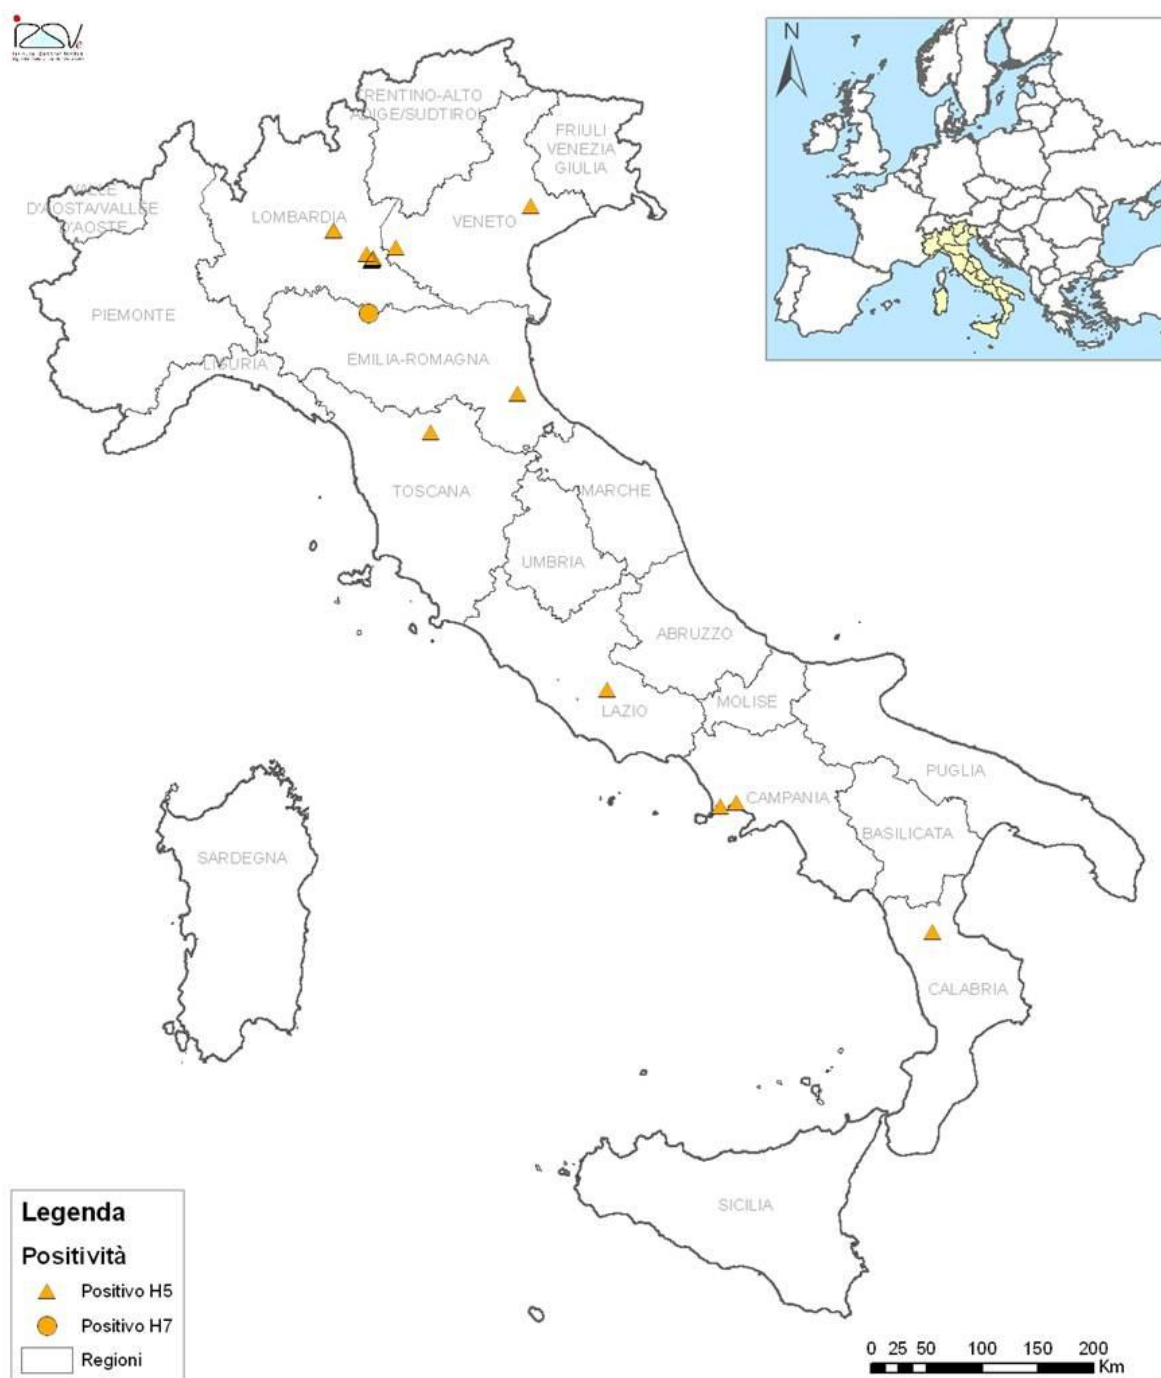 IZSVe
N
TRENTINO-ALTO
ADIGE/SUDTIROL
FRIULI
VENEZIA
GIULIA
VALLE
D'AOSTA/VALLEE
D'AOSTE
LOMBARDIA
VENETO
PIEMONTE
EMILIA-ROMAGNA
LIGURIA
TOSCANA
MARCHE
UMBRIA
ABRUZZO
LAZIO
MOLISE
PUGLIA
CAMPANIA
BASILICATA
SARDEGNA
CALABRIA
SICILIA
Legenda
Positività
Positivo H5
Positivo H7
Regioni
0 25 50 100 150 200
Km